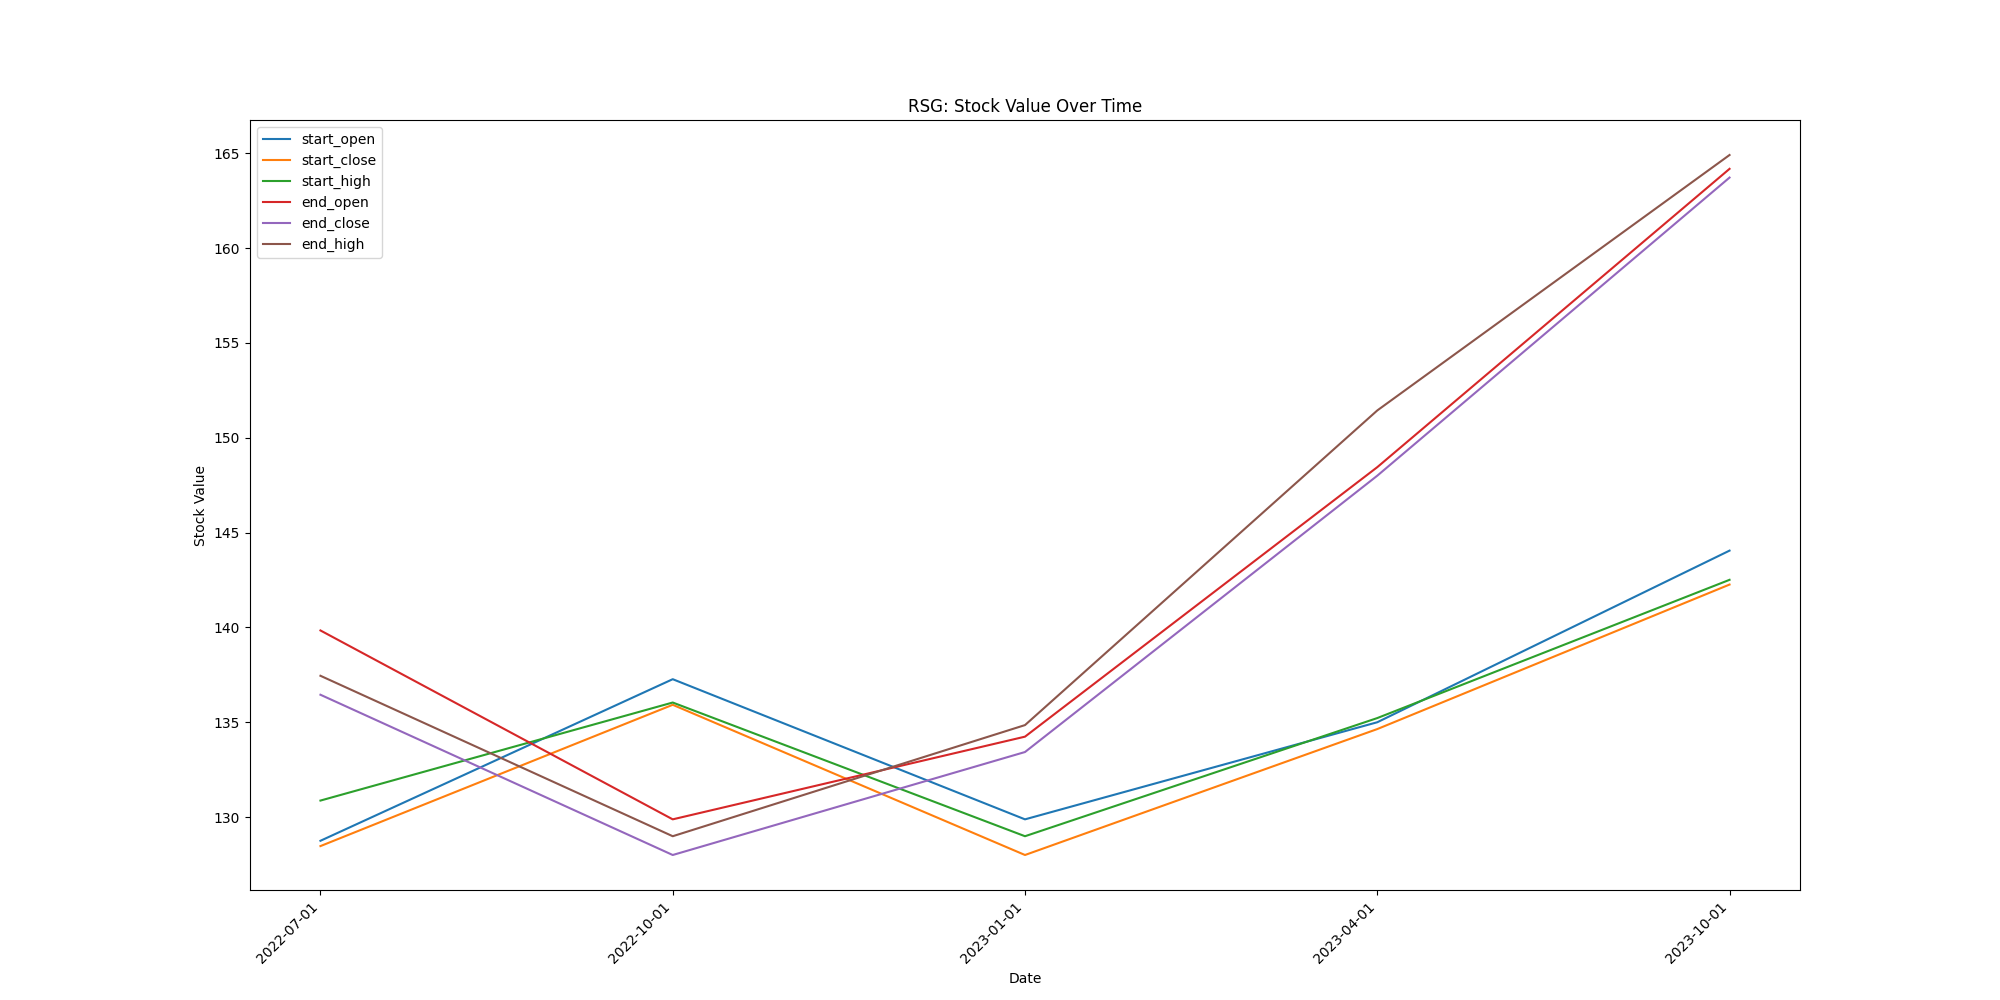 RSG: Stock Value Over Time
start_open
start_close
start_high
end_open
end_close
end_high
165
160
155
150
145
140
135
130
Stock Value
2022-07-01
2022-10-01
2023-01-01
2023-04-01
2023-10-01
Date